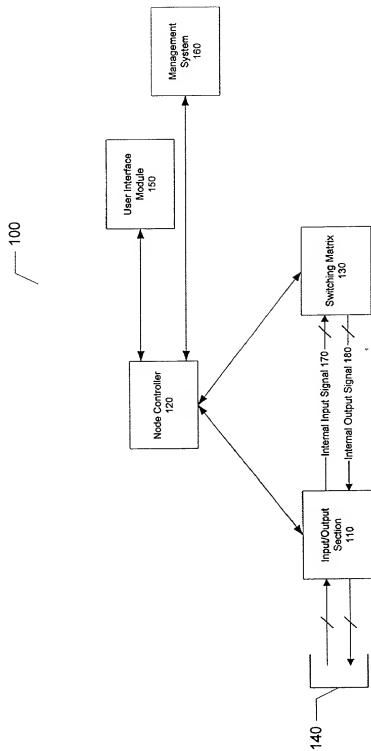 100
Management
System
160
User Interface
Module
150
Node Controller
120
Switching Matrix
130
Internal Input Signal 170
Internal Output Signal 180
Input/Output
Section
110
140